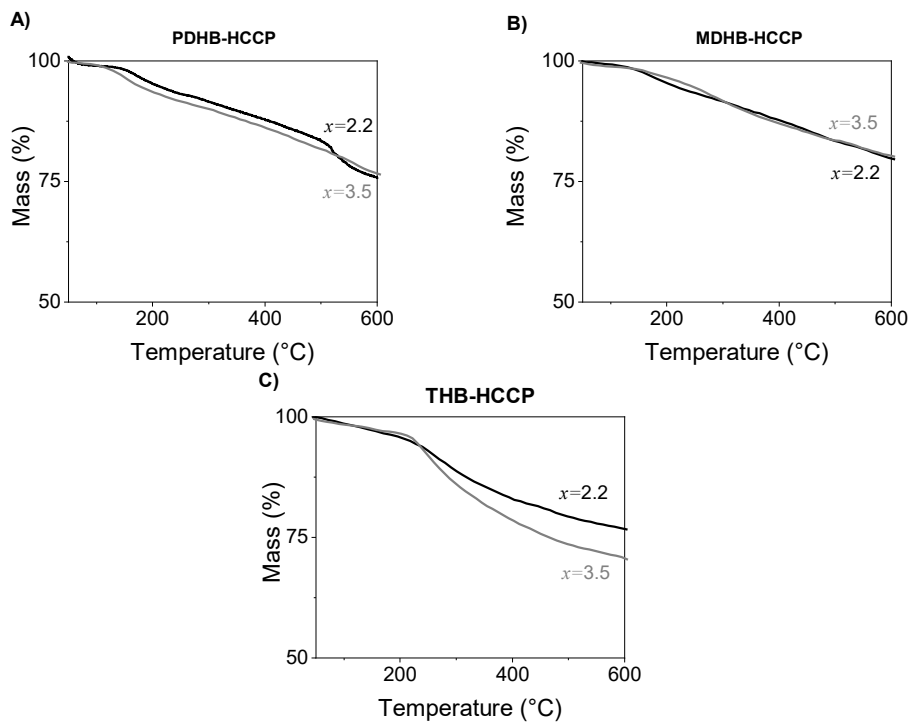 A)
PDHB-HCCP
100
75
50
Mass (%)
x=2.2
x=3.5
200
400
600
Temperature (°C)
B)
MDHB-HCCP
100
75
50
Mass (%)
x=3.5
x=2.2
200
400
600
Temperature (°C)
C)
THB-HCCP
100
75
50
Mass (%)
x=2.2
x=3.5
200
400
600
Temperature (°C)